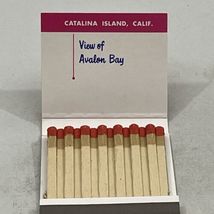 CATALINA ISLAND, CALIF.
View of
Avalon Bay